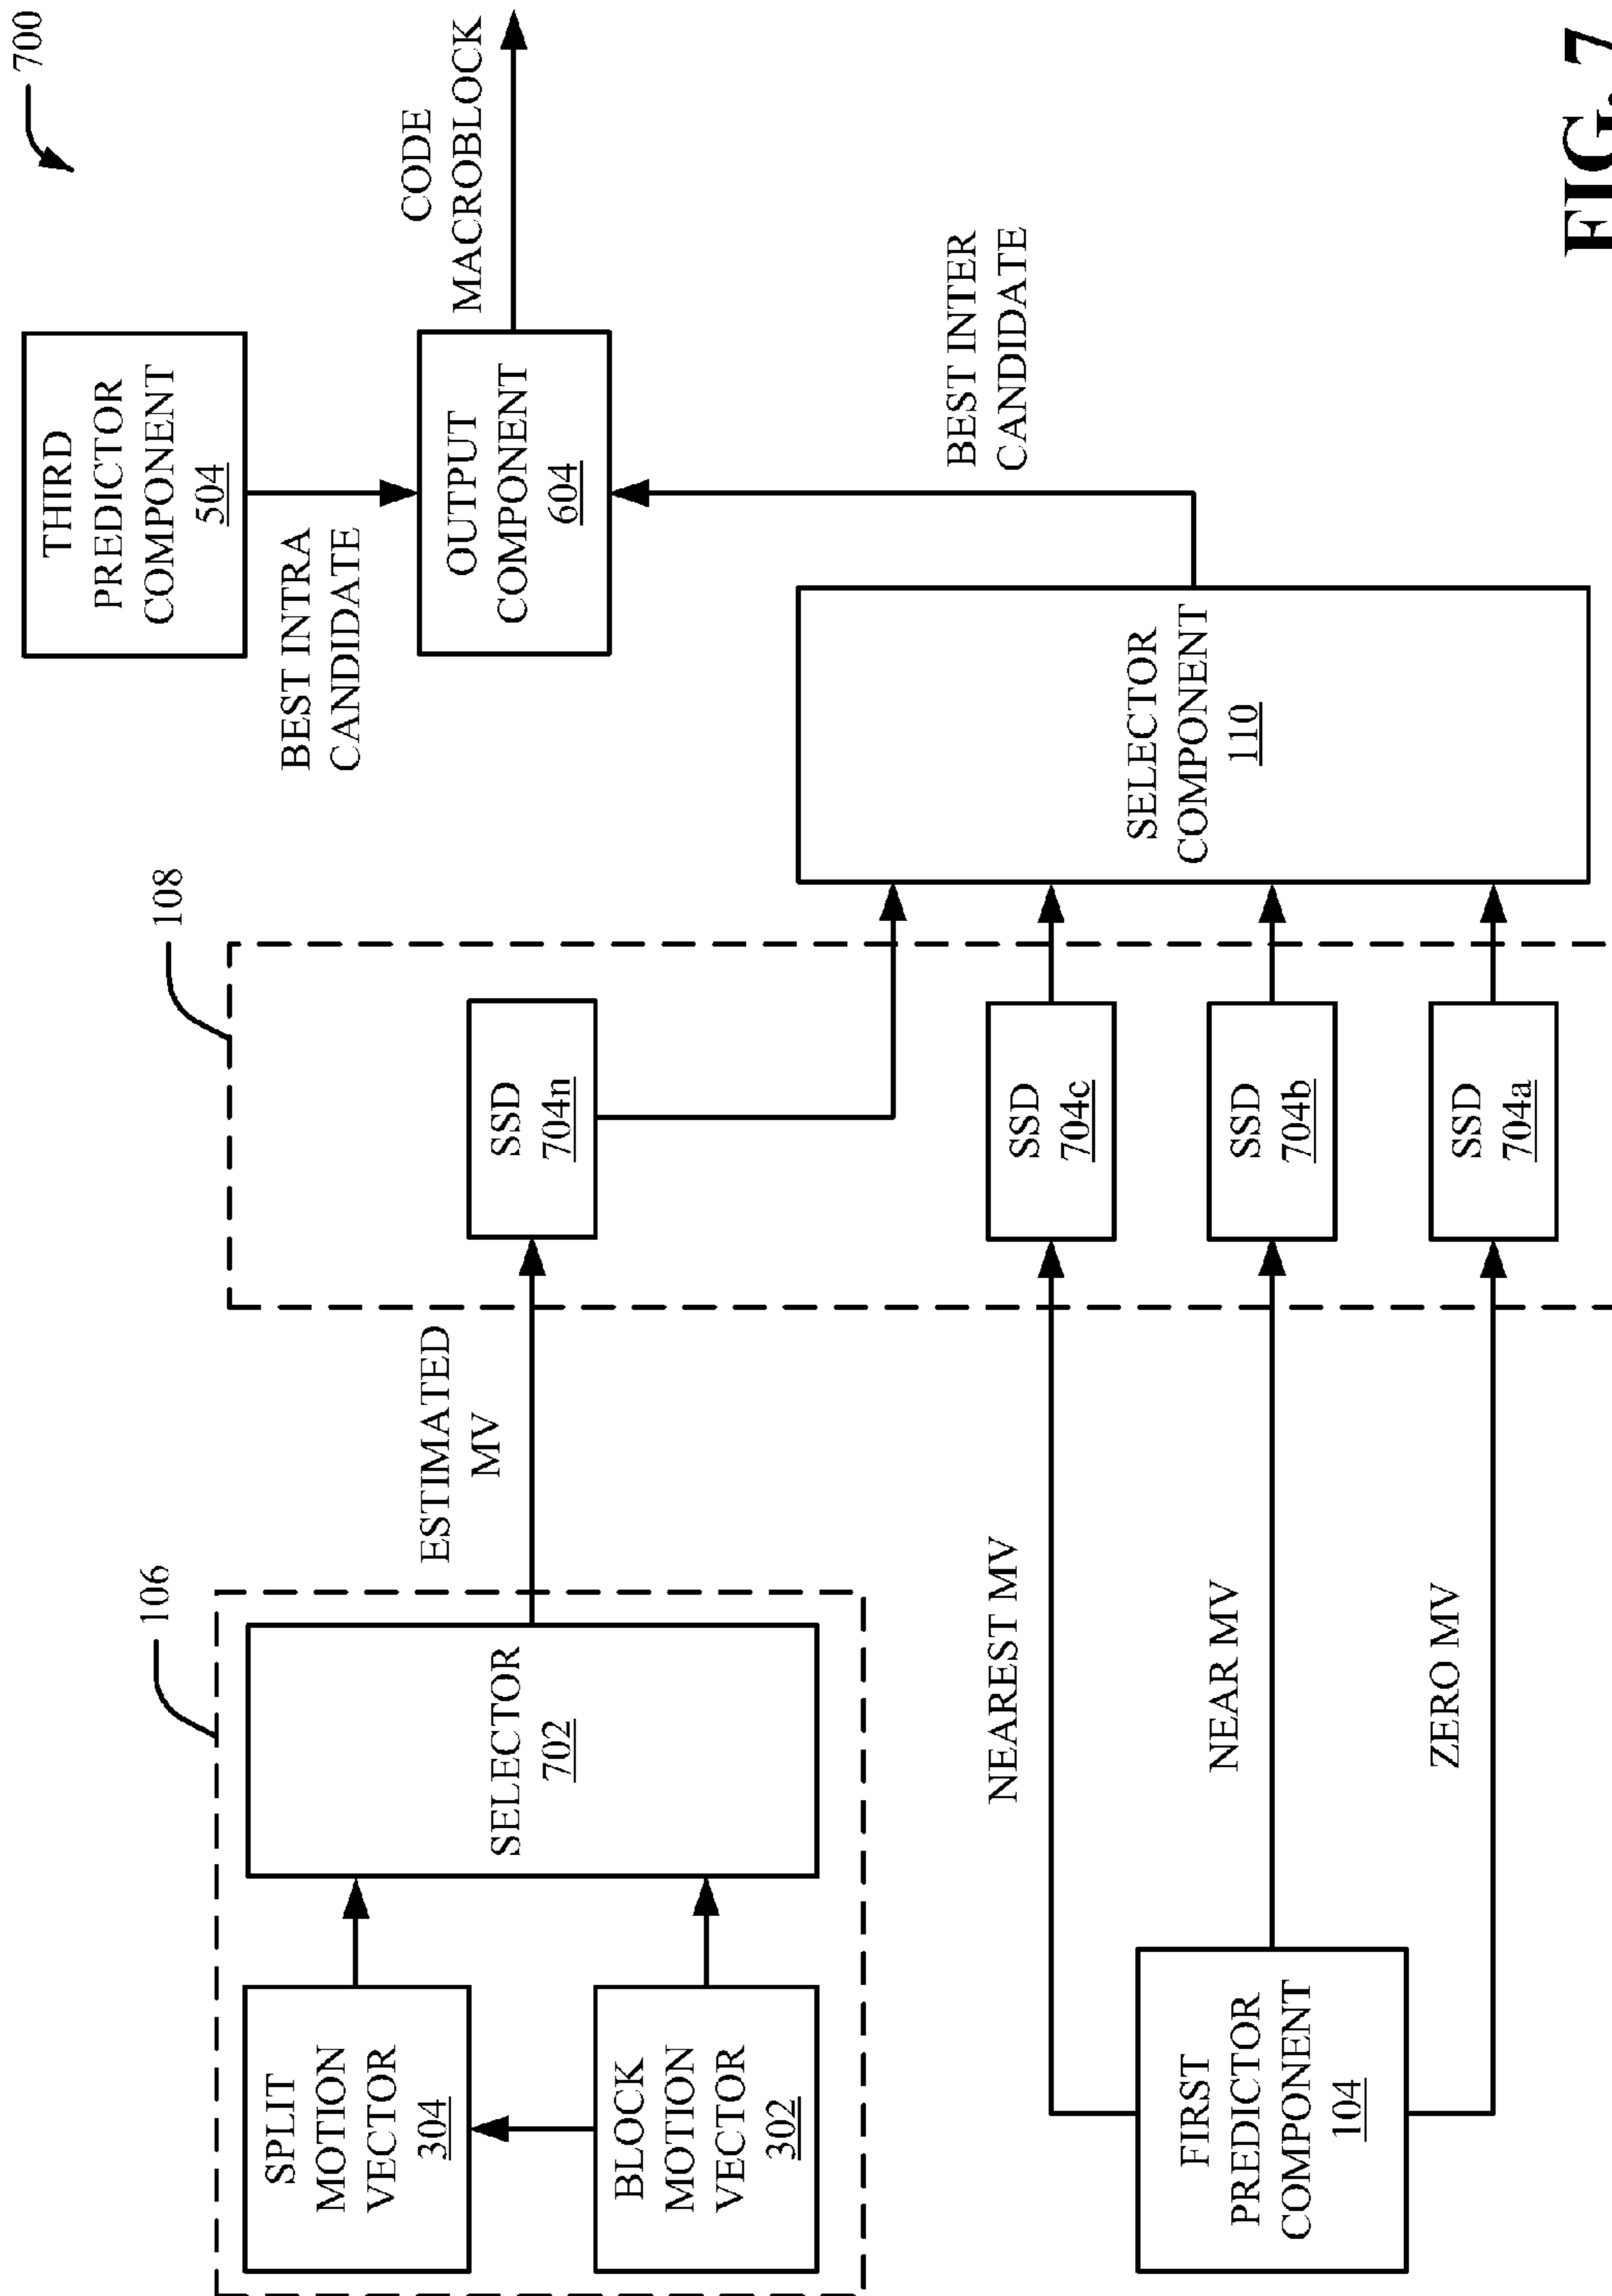 700
THIRD
PREDICTOR
COMPONENT
504
BEST INTRA
CANDIDATE
OUTPUT
COMPONENT
604
CODE
MACROBLOCK
BEST INTER
CANDIDATE
SELECTOR
COMPONENT
110
108
SSD
704n
SSD
704c
SSD
704b
SSD
704a
ESTIMATED
MV
106
SELECTOR
702
SPLIT
MOTION
VECTOR
304
BLOCK
MOTION
VECTOR
302
NEAREST MV
NEAR MV
ZERO MV
FIRST
PREDICTOR
COMPONENT
104
FIG. 7